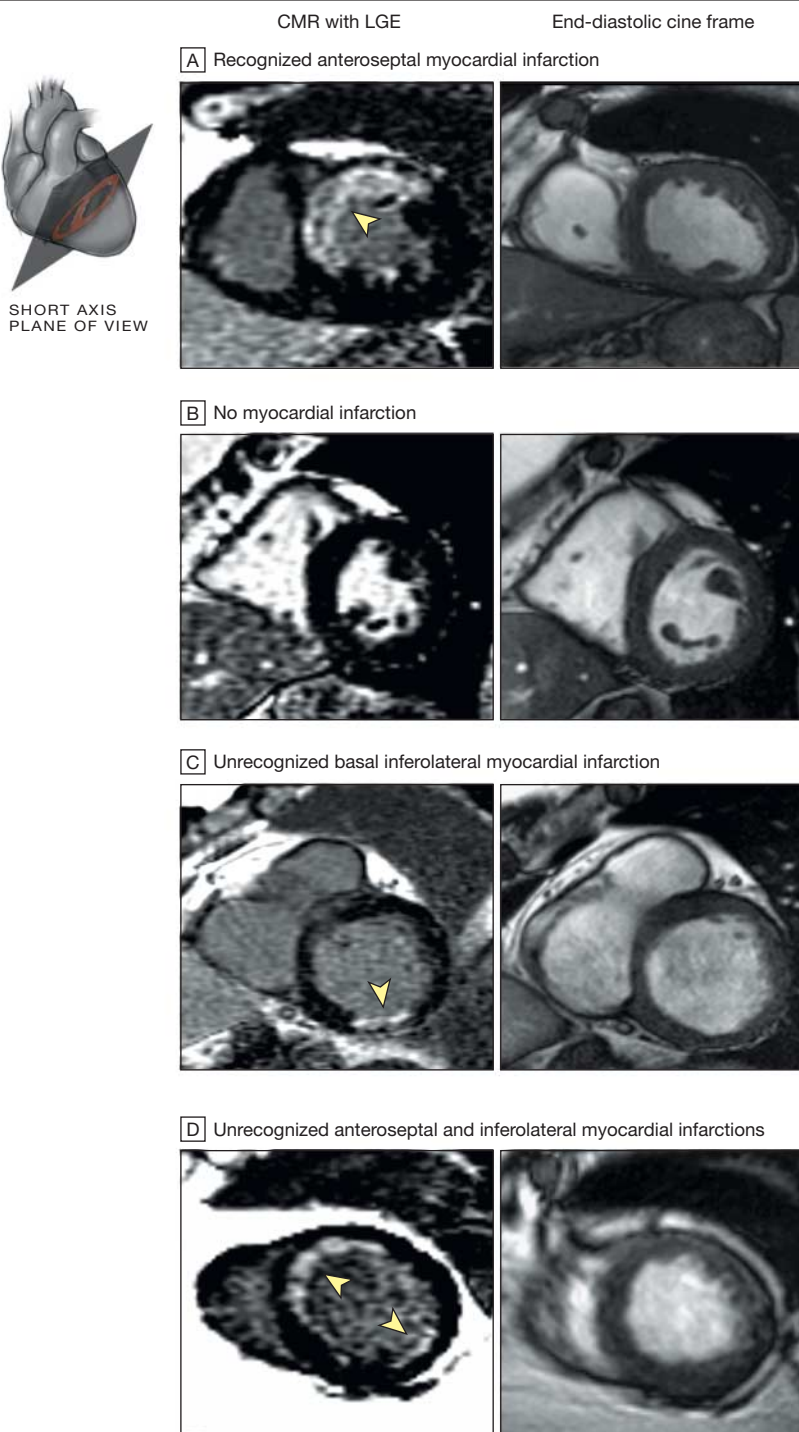 CMR with LGE
End-diastolic cine frame
A Recognized anteroseptal myocardial infarction
SHORT AXIS
PLANE OF VIEW
B No myocardial infarction
C Unrecognized basal inferolateral myocardial infarction
D Unrecognized anteroseptal and inferolateral myocardial infarctions